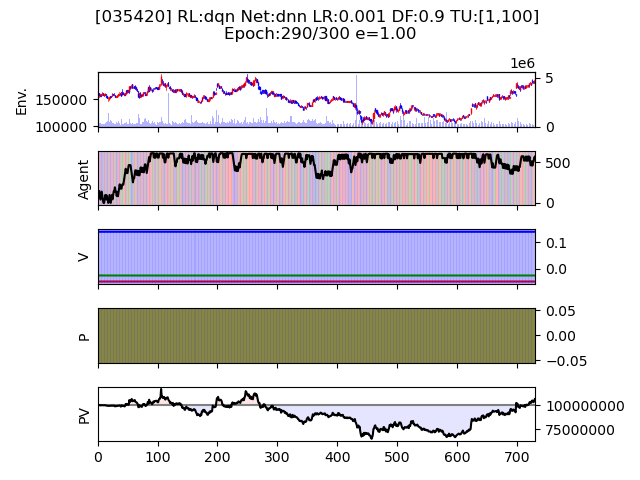 [035420] RL:dqn Net:dnn LR:0.001 DF:0.9 TU:[1,100]
Epoch:290/300 e=1.00
1e6
Env.
150000
100000
5
0
Agent
500
0
V
0.1
0.0
P
0.05
0.00
−0.05
PV
100000000
75000000
0 100 200 300 400 500 600 700